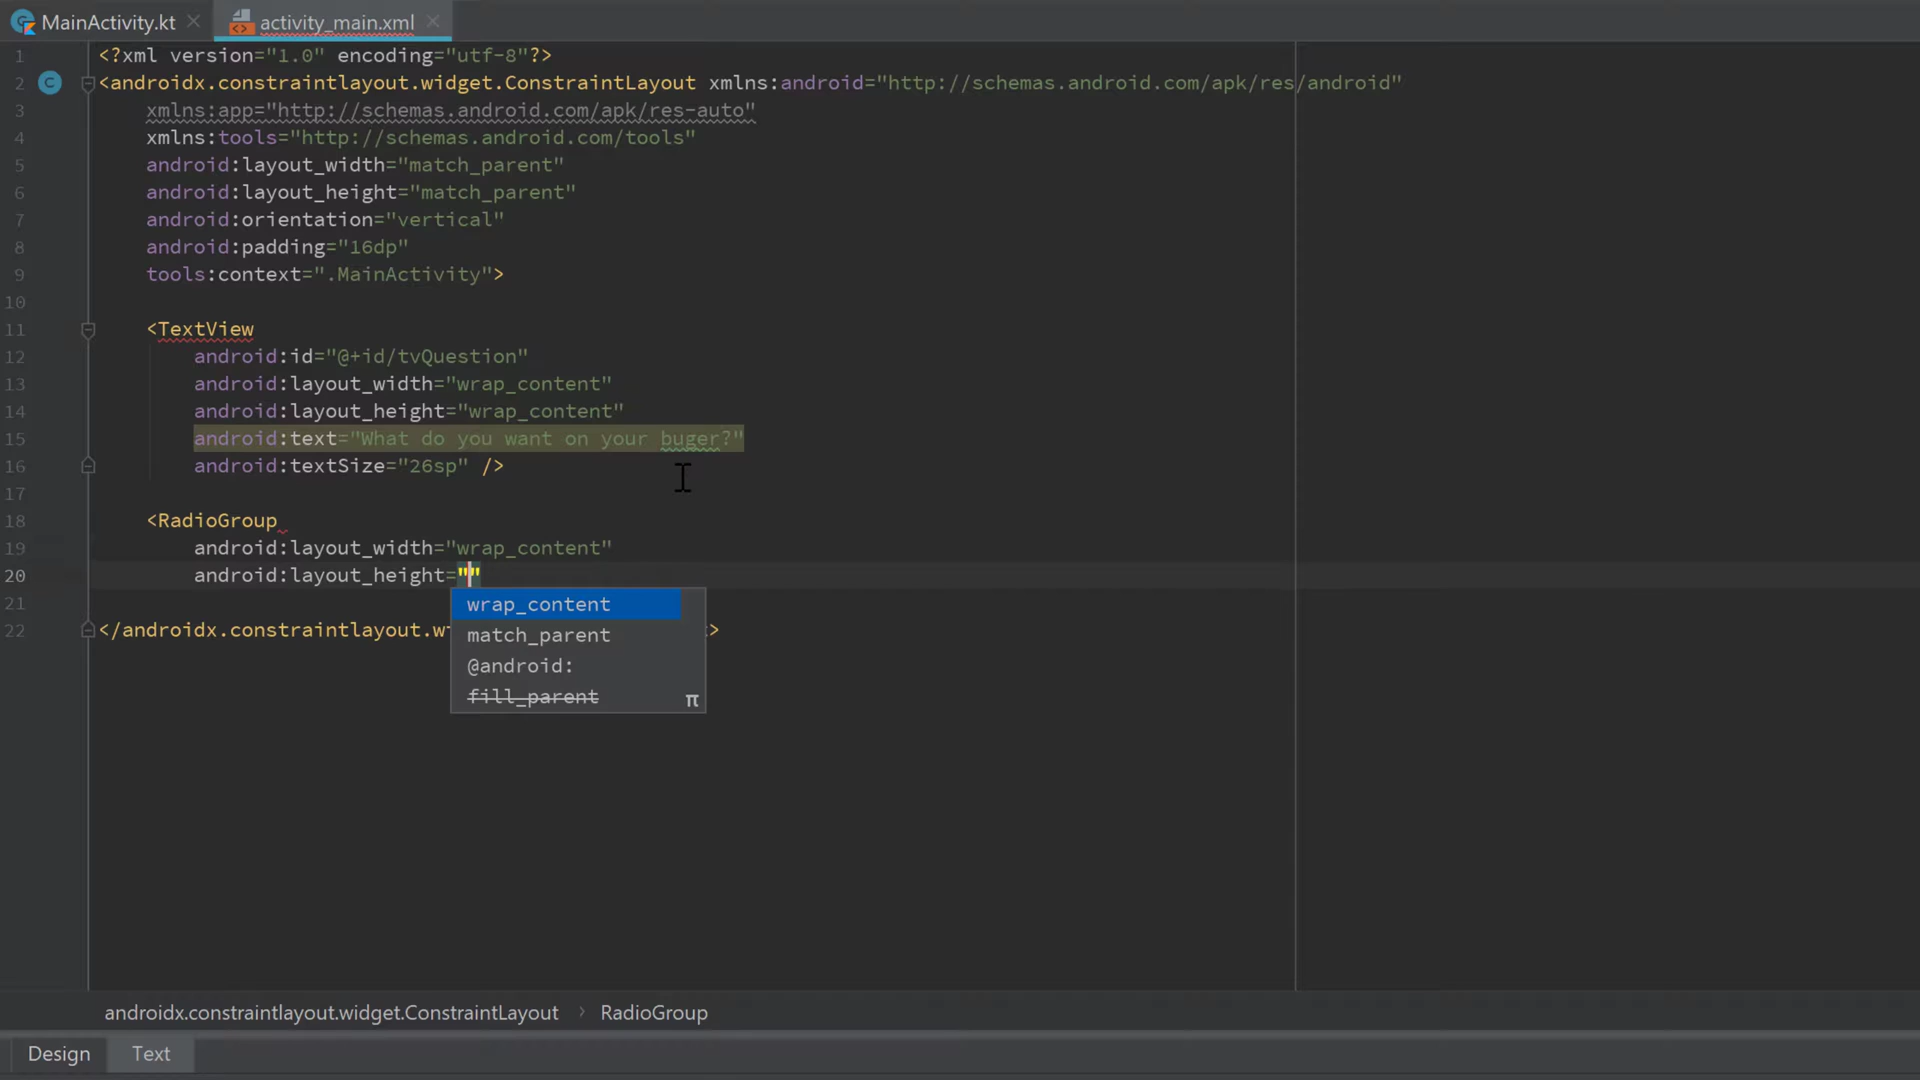 MainActivity.kt activity_main.xml
1 <?xml version="1.0" encoding="utf-8"?>
2 <androidx.constraintlayout.widget.ConstraintLayout xmlns:android="http://schemas.android.com/apk/res/android"
3 xmlns:app="http://schemas.android.com/apk/res-auto"
4 xmlns:tools="http://schemas.android.com/tools"
5 android:layout_width="match_parent"
6 android:layout_height="match_parent"
7 android:orientation="vertical"
8 android:padding="16dp"
9 tools:context=".MainActivity">
10
11 <TextView
12 android:id="@+id/tvQuestion"
13 android:layout_width="wrap_content"
14 android:layout_height="wrap_content"
15 android:text="What do you want on your buger?"
16 android:textSize="26sp" />
17
18 <RadioGroup
19 android:layout_width="wrap_content"
20 android:layout_height=""
wrap_content
match_parent
@android:
fill_parent π
21
22 </androidx.constraintlayout.w >
androidx.constraintlayout.widget.ConstraintLayout › RadioGroup
Design Text